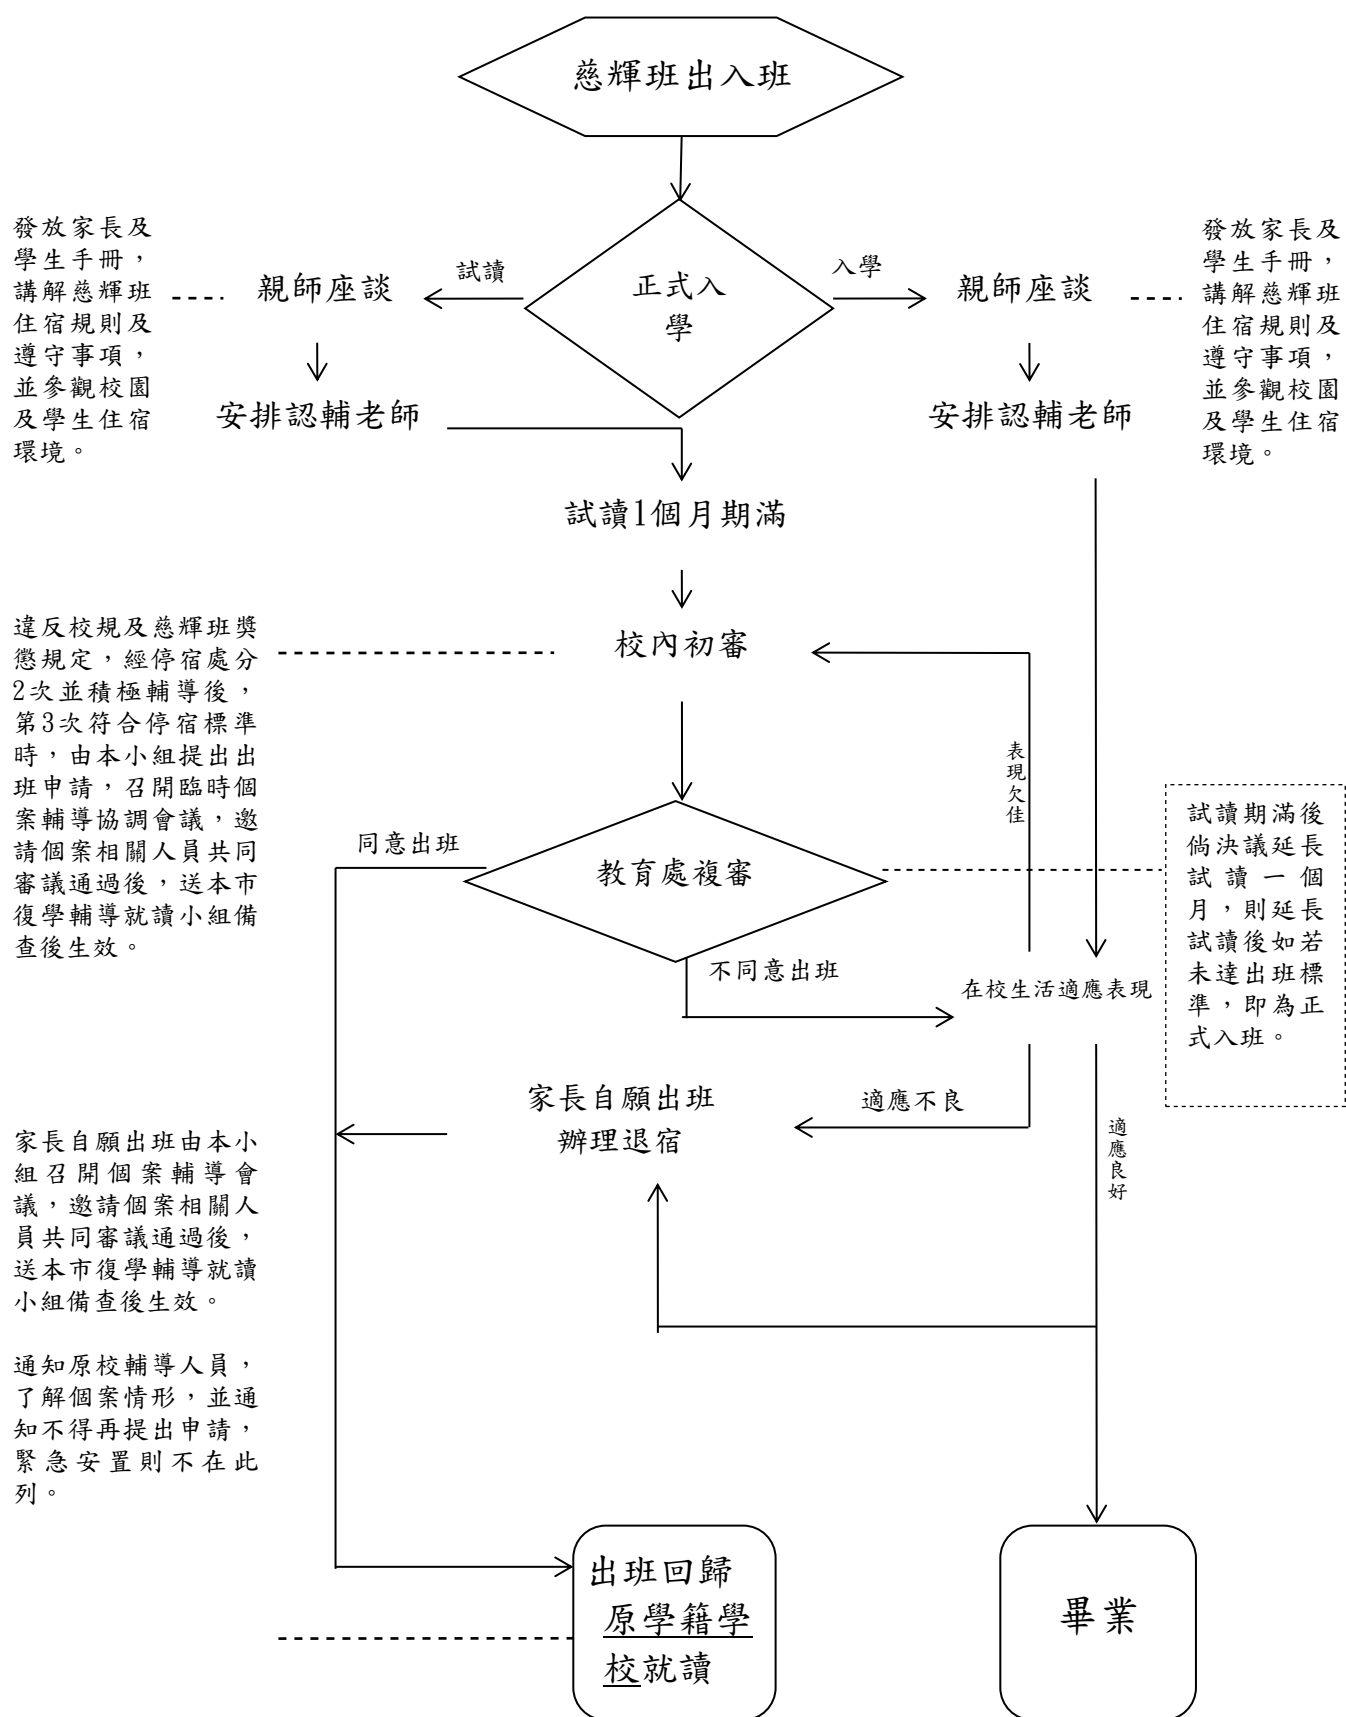 慈輝班出入班
發放家長及
學生手冊，
講解慈輝班
住宿規則及
遵守事項，
並參觀校園
及學生住宿
環境。
親師座談
試讀
正式入
學
入學
親師座談
發放家長及
學生手冊，
講解慈輝班
住宿規則及
遵守事項，
並參觀校園
及學生住宿
環境。
安排認輔老師
安排認輔老師
試讀1個月期滿
違反校規及慈輝班獎
懲規定，經停宿處分
2次並積極輔導後，
第3次符合停宿標準
時，由本小組提出出
班申請，召開臨時個
案輔導協調會議，邀
請個案相關人員共同
審議通過後，送本市
復學輔導就讀小組備
查後生效。
校內初審
表現欠佳
同意出班
教育處複審
不同意出班
在校生活適應表現
試讀期滿後
倘決議延長
試讀一個
月，則延長
試讀後如若
未達出班標
準，即為正
式入班。
家長自願出班
辦理退宿
適應不良
適應良好
家長自願出班由本小
組召開個案輔導會
議，邀請個案相關人
員共同審議通過後，
送本市復學輔導就讀
小組備查後生效。
通知原校輔導人員，
了解個案情形，並通
知不得再提出申請，
緊急安置則不在此
列。
出班回歸
原學籍學
校就讀
畢業